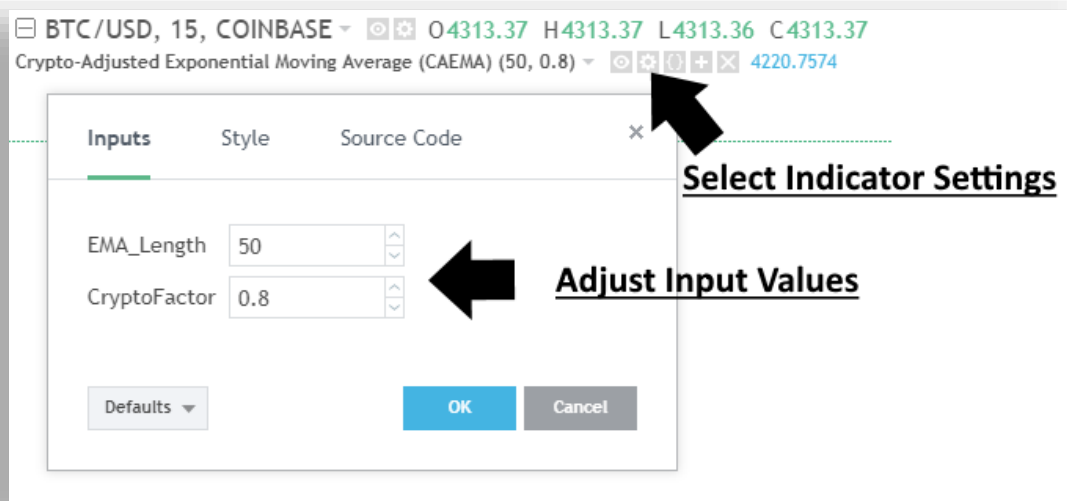 BTC/USD, 15, COINBASE O4313.37 H4313.37 L4313.36 C4313.37
Crypto-Adjusted Exponential Moving Average (CAEMA) (50, 0.8) 4220.7574
Inputs Style Source Code
Select Indicator Settings
EMA_Length 50
Adjust Input Values
CryptoFactor 0.8
Defaults OK Cancel